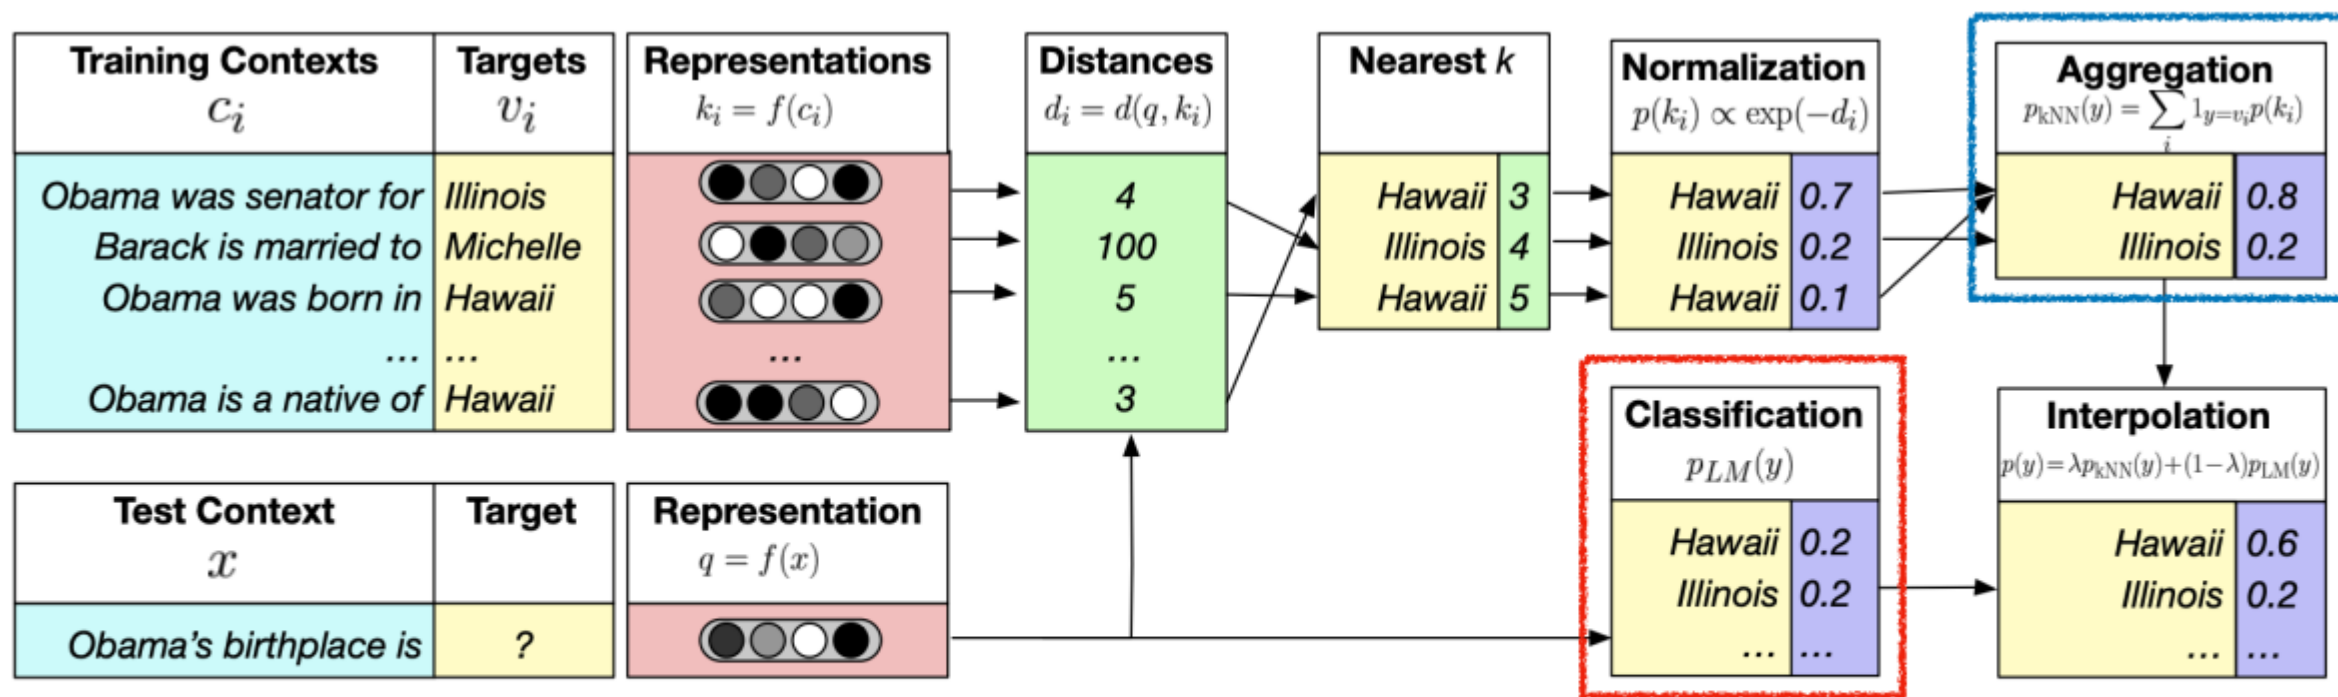 Training Contexts
c_i
Targets
v_i
Obama was senator for Illinois
Barack is married to Michelle
Obama was born in Hawaii
... ...
Obama is a native of Hawaii
Representations
k_i = f(c_i)
...
Distances
d_i = d(q, k_i)
4
100
5
...
3
Nearest k
Hawaii 3
Illinois 4
Hawaii 5
Normalization
p(k_i) ∝ exp(−d_i)
Hawaii 0.7
Illinois 0.2
Hawaii 0.1
Aggregation
p_kNN(y) = ∑_i 1_{y=v_i} p(k_i)
Hawaii 0.8
Illinois 0.2
Test Context
x
Target
Obama's birthplace is ?
Representation
q = f(x)
Classification
p_LM(y)
Hawaii 0.2
Illinois 0.2
... ...
Interpolation
p(y) = λp_kNN(y) + (1−λ)p_LM(y)
Hawaii 0.6
Illinois 0.2
... ...